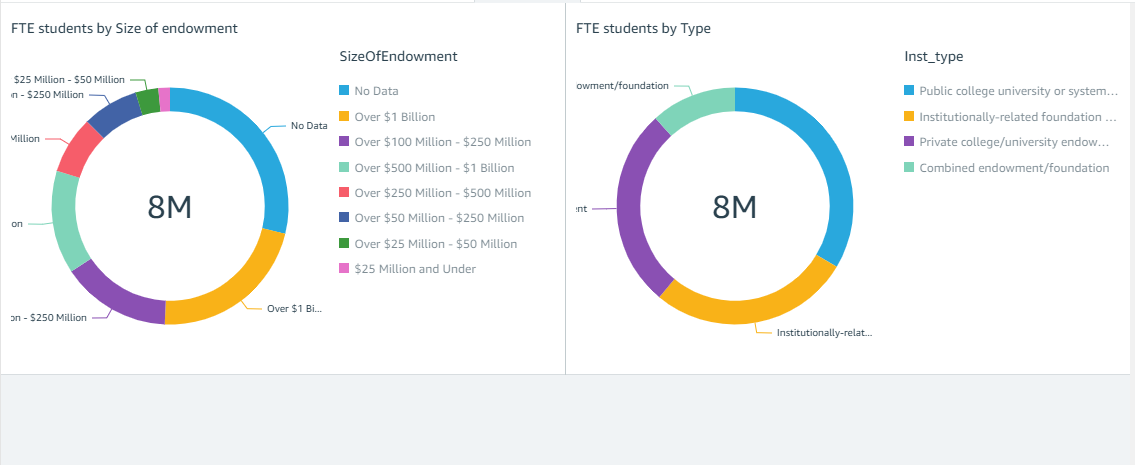 FTE students by Size of endowment
SizeOfEndowment
No Data
Over $1 Billion
Over $100 Million - $250 Million
Over $500 Million - $1 Billion
Over $250 Million - $500 Million
Over $50 Million - $250 Million
Over $25 Million - $50 Million
$25 Million and Under
$25 Million - $50 Million
n - $250 Million
Million
on
on - $250 Million
No Data
Over $1 Bi...
8M
FTE students by Type
Inst_type
Public college university or system...
Institutionally-related foundation ...
Private college/university endow...
Combined endowment/foundation
owment/foundation
nt
Institutionally-relat...
8M